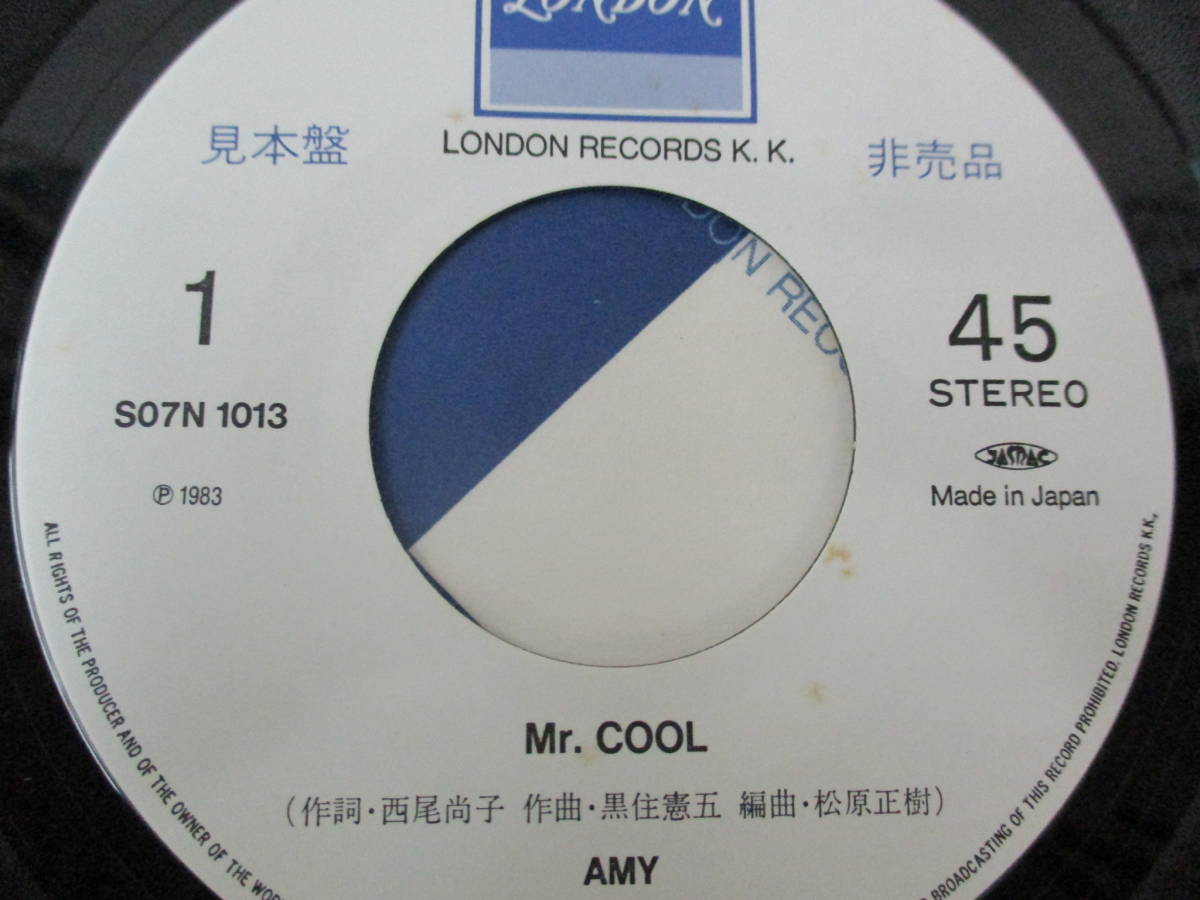 LONDON
LONDON RECORDS K. K.
見本盤
非売品
1
45
STEREO
S07N 1013
JASRAC
℗ 1983
Made in Japan
Mr. COOL
(作詞・西尾尚子 作曲・黒住憲五 編曲・松原正樹)
AMY
ALL RIGHTS OF THE PRODUCER AND OF THE OWNER OF THE
BROADCASTING OF THIS RECORD PROHIBITED. LONDON RECORDS K.K.,